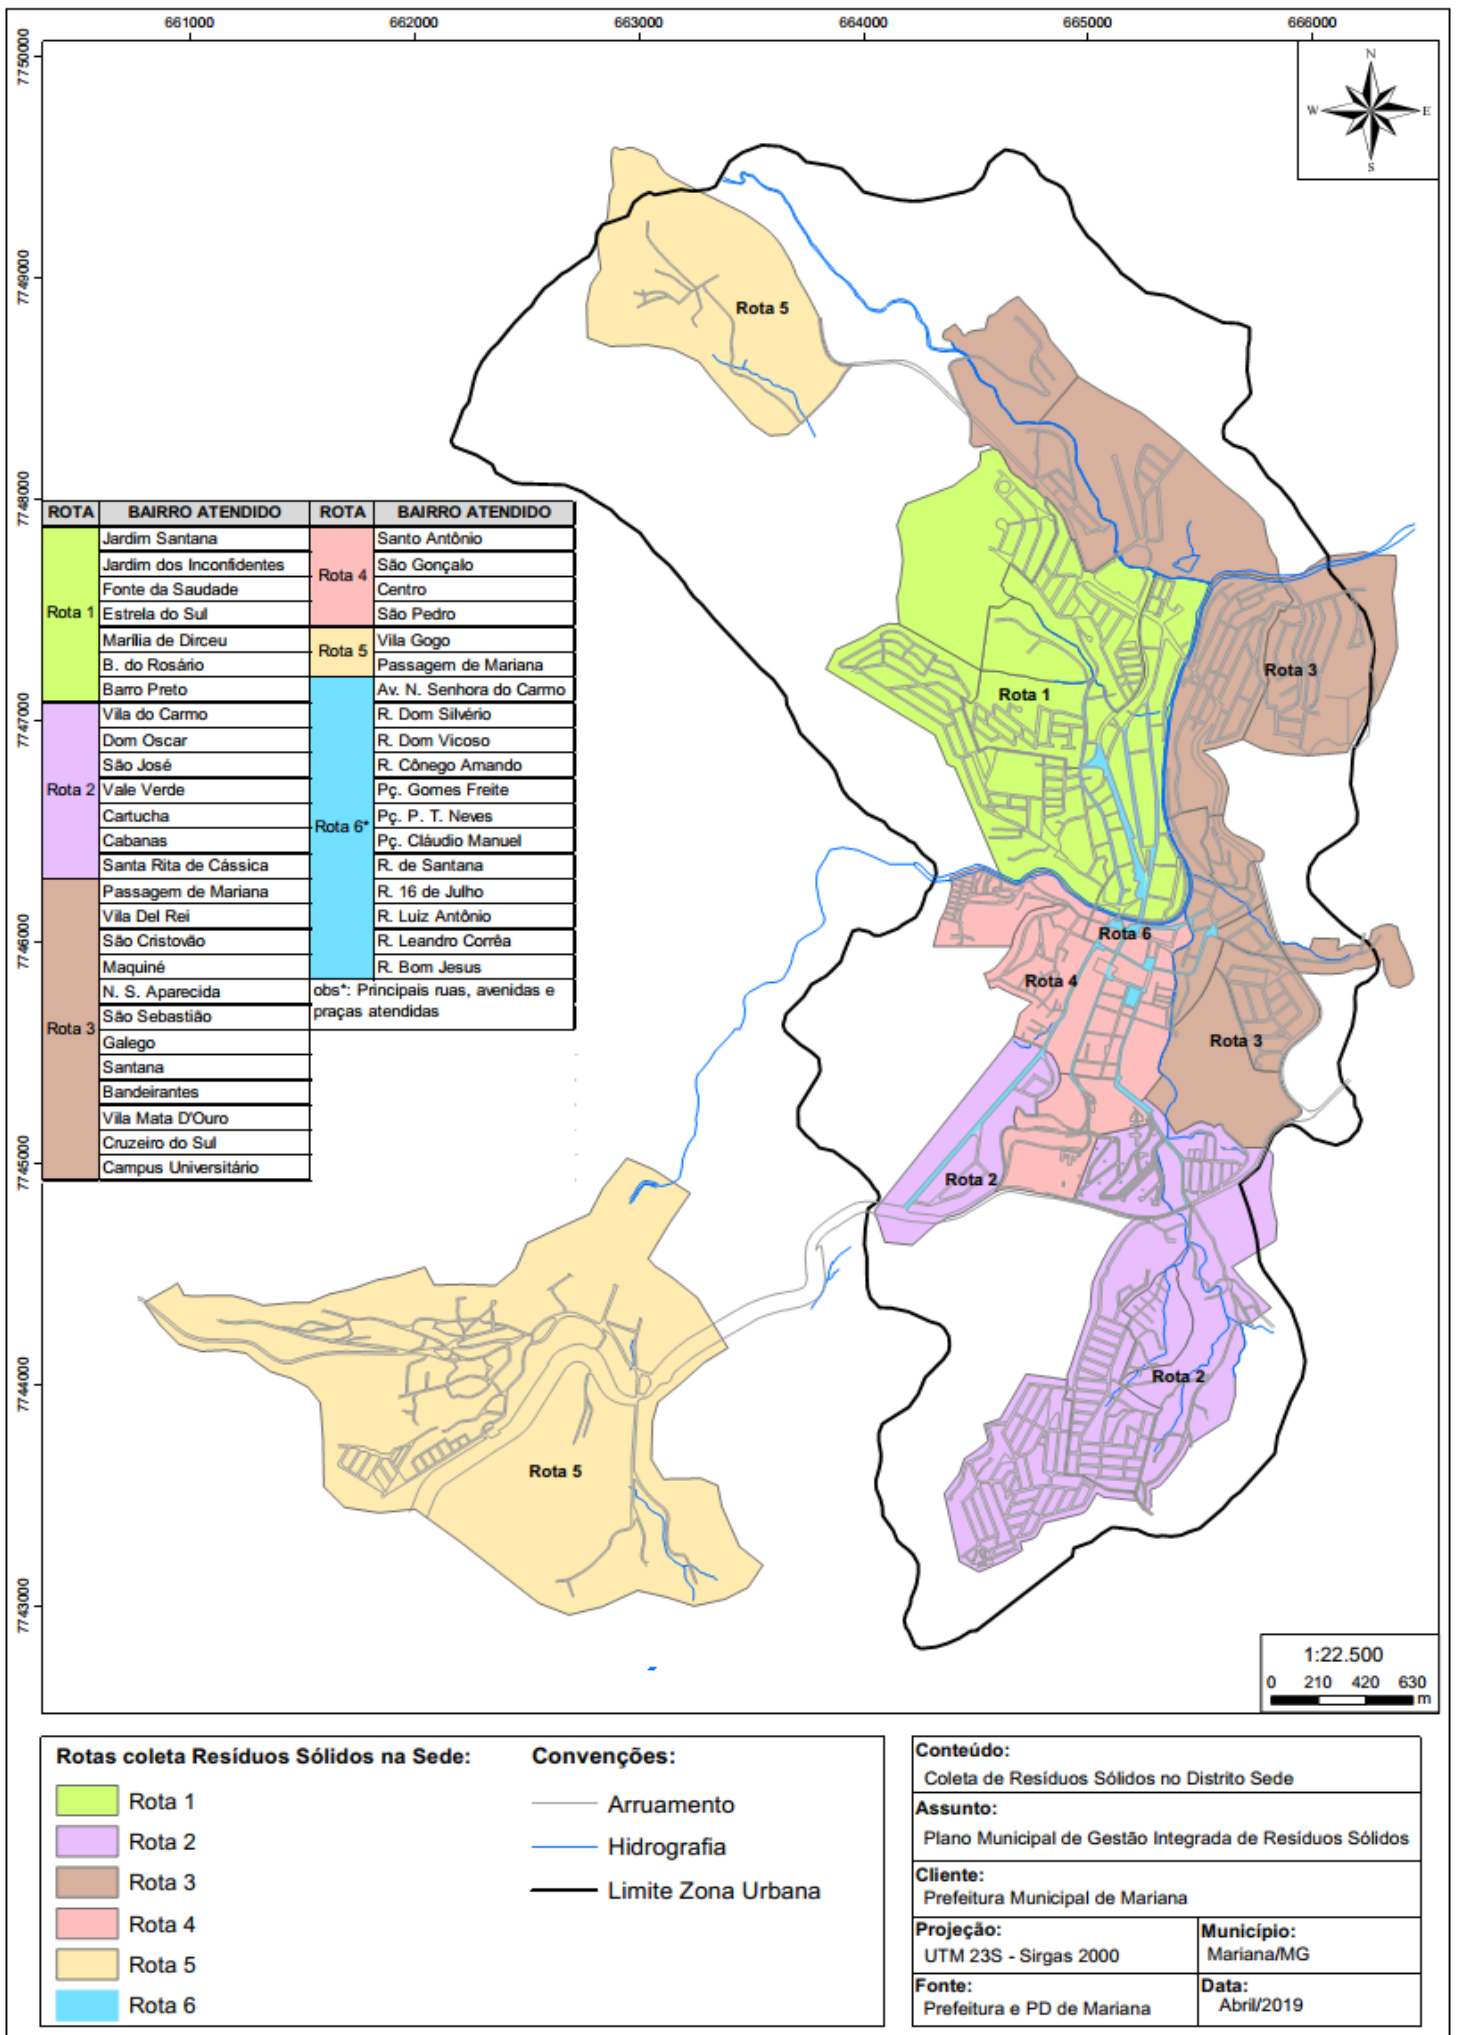 661000 662000 663000 664000 665000 666000
7750000
7749000
7748000
7747000
7746000
7745000
7744000
7743000
N
W E
S
Rota 5
Rota 3
Rota 1
Rota 6
Rota 4
Rota 3
Rota 2
Rota 2
Rota 5
ROTA BAIRRO ATENDIDO
Rota 1
Jardim Santana
Jardim dos Inconfidentes
Fonte da Saudade
Estrela do Sul
Marília de Dirceu
B. do Rosário
Barro Preto
Rota 2
Vila do Carmo
Dom Oscar
São José
Vale Verde
Cartucha
Cabanas
Santa Rita de Cássica
Rota 3
Passagem de Mariana
Vila Del Rei
São Cristovão
Maquiné
N. S. Aparecida
São Sebastião
Galego
Santana
Bandeirantes
Vila Mata D'Ouro
Cruzeiro do Sul
Campus Universitário
ROTA BAIRRO ATENDIDO
Rota 4
Santo Antônio
São Gonçalo
Centro
São Pedro
Rota 5
Vila Gogo
Passagem de Mariana
Rota 6*
Av. N. Senhora do Carmo
R. Dom Silvério
R. Dom Vicoso
R. Cônego Amando
Pç. Gomes Freite
Pç. P. T. Neves
Pç. Cláudio Manuel
R. de Santana
R. 16 de Julho
R. Luiz Antônio
R. Leandro Corrêa
R. Bom Jesus
obs*: Principais ruas, avenidas e
praças atendidas
1:22.500
0 210 420 630
m
Rotas coleta Resíduos Sólidos na Sede:
Rota 1
Rota 2
Rota 3
Rota 4
Rota 5
Rota 6
Convenções:
Arruamento
Hidrografia
Limite Zona Urbana
Conteúdo:
Coleta de Resíduos Sólidos no Distrito Sede
Assunto:
Plano Municipal de Gestão Integrada de Resíduos Sólidos
Cliente:
Prefeitura Municipal de Mariana
Projeção:
UTM 23S - Sirgas 2000
Município:
Mariana/MG
Fonte:
Prefeitura e PD de Mariana
Data:
Abril/2019